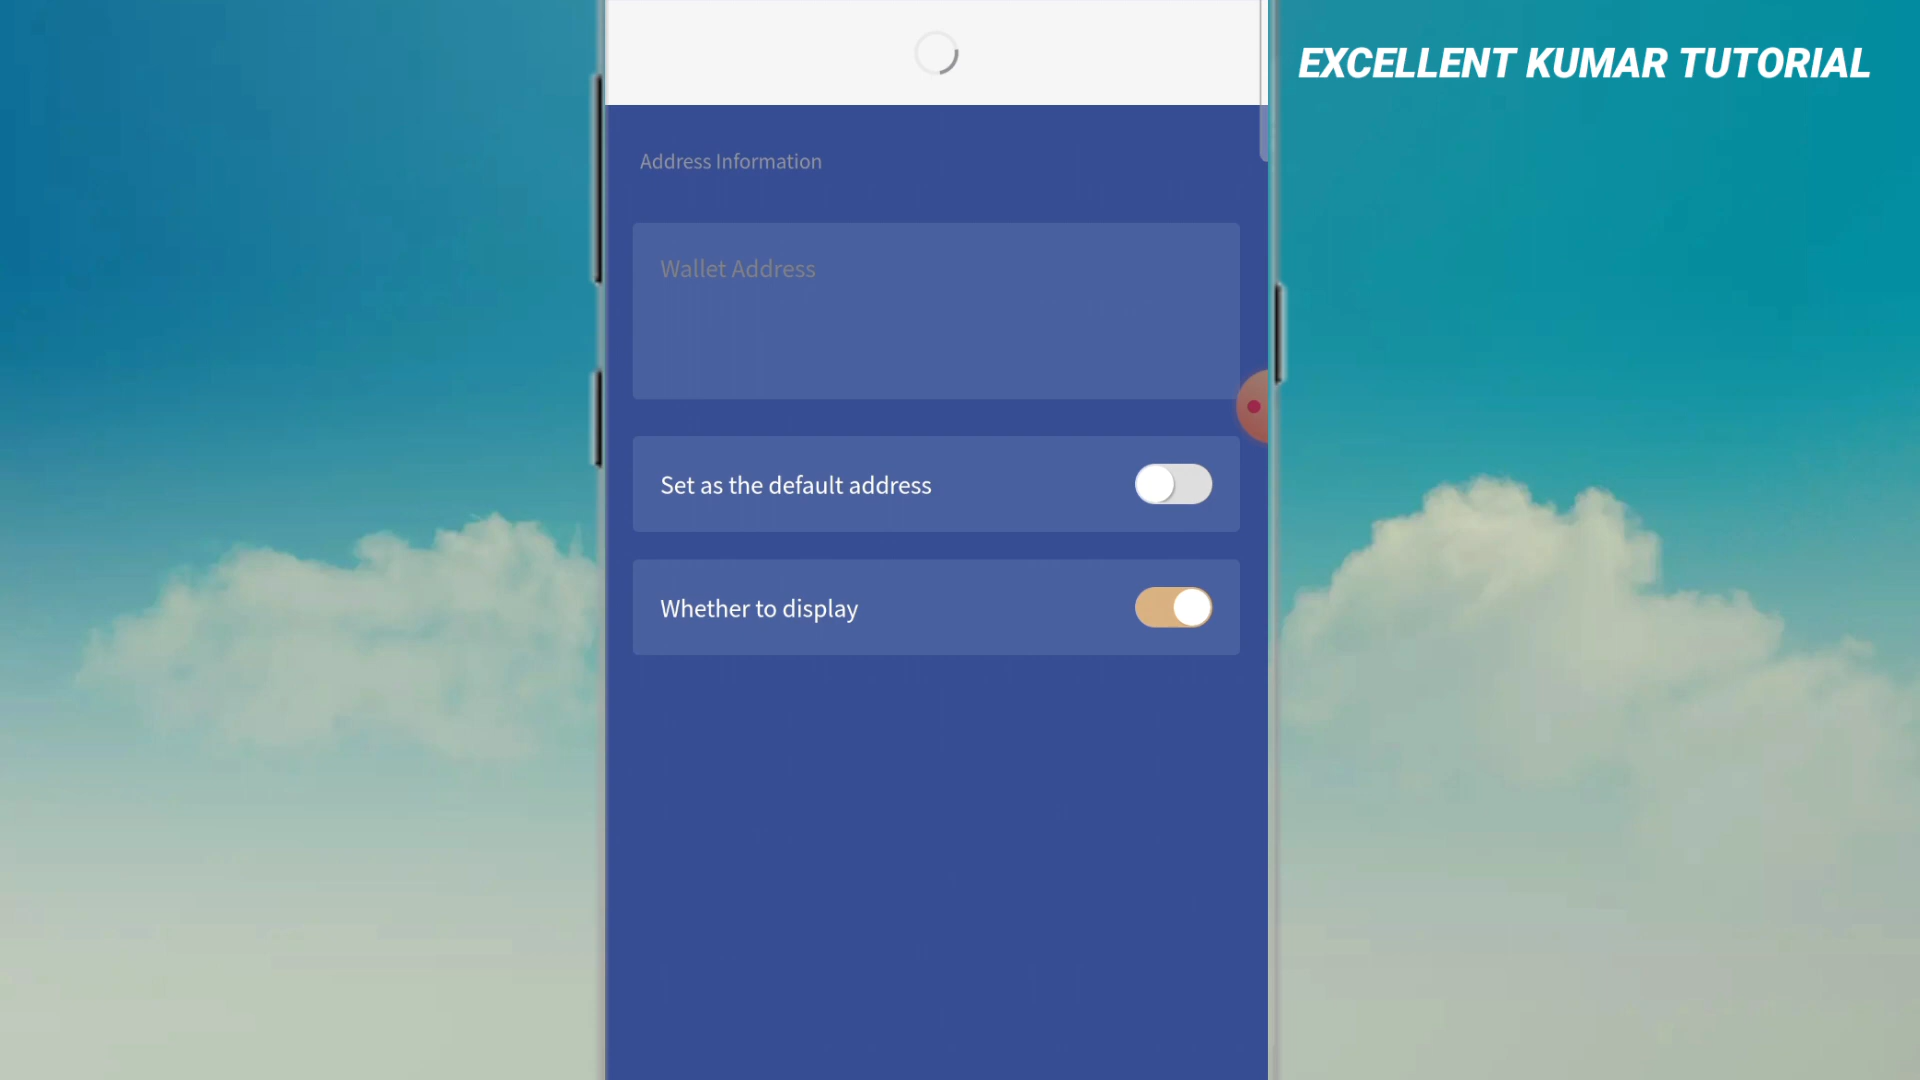 EXCELLENT KUMAR TUTORIAL
Address Information
Wallet Address
Set as the default address
Whether to display